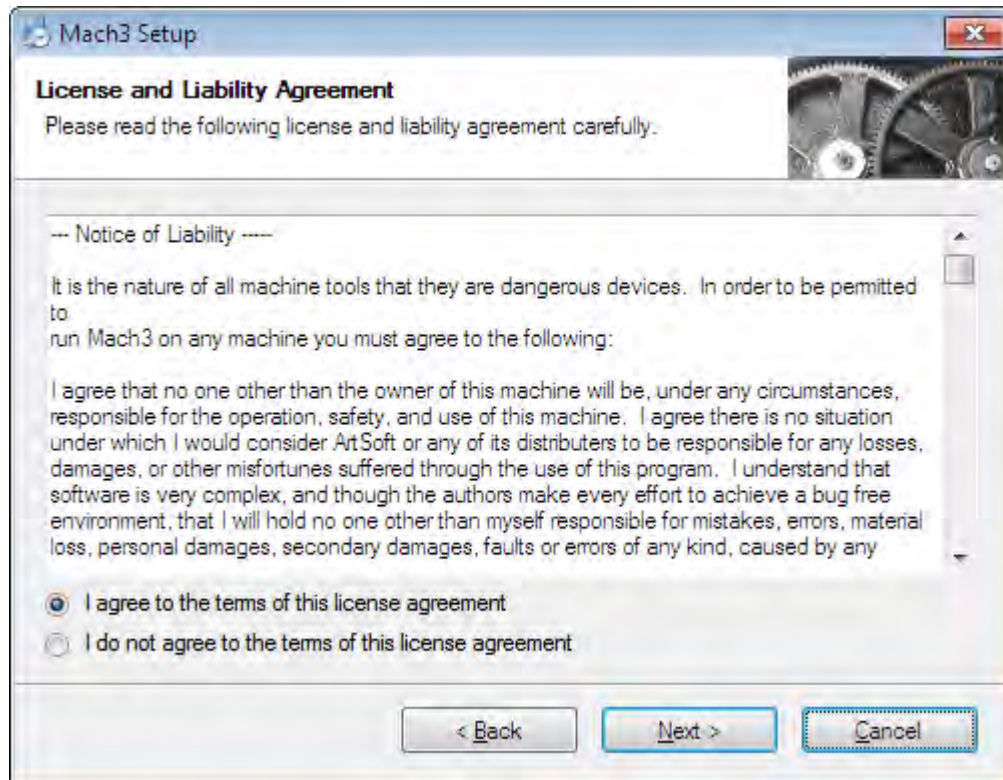 Mach3 Setup
License and Liability Agreement
Please read the following license and liability agreement carefully.
--- Notice of Liability -----
It is the nature of all machine tools that they are dangerous devices.  In order to be permitted
to
run Mach3 on any machine you must agree to the following:
I agree that no one other than the owner of this machine will be, under any circumstances,
responsible for the operation, safety, and use of this machine.  I agree there is no situation
under which I would consider ArtSoft or any of its distributers to be responsible for any losses,
damages, or other misfortunes suffered through the use of this program.  I understand that
software is very complex, and though the authors make every effort to achieve a bug free
environment, that I will hold no one other than myself responsible for mistakes, errors, material
loss, personal damages, secondary damages, faults or errors of any kind, caused by any
I agree to the terms of this license agreement
I do not agree to the terms of this license agreement
< Back
Next >
Cancel